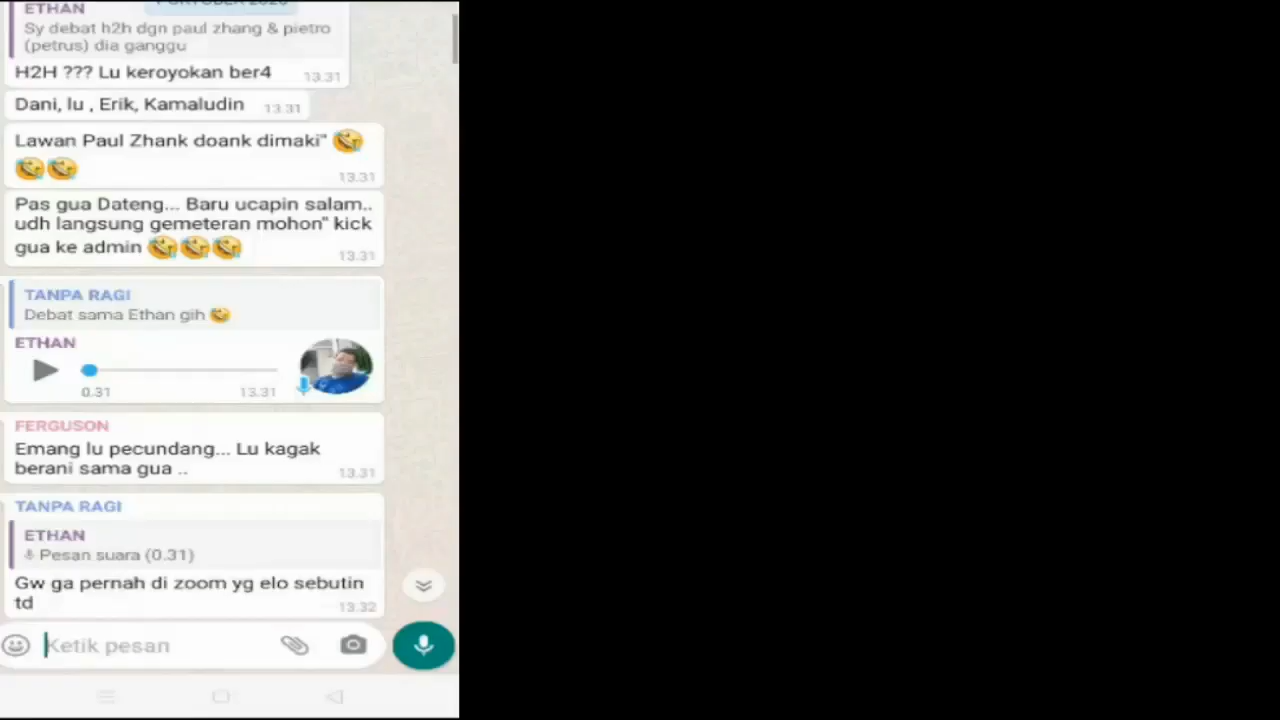 ETHAN
Sy debat h2h dgn paul zhang & pietro
(petrus) dia ganggu
H2H ??? Lu keroyokan ber4
13.31
Dani, lu , Erik, Kamaludin
13.31
Lawan Paul Zhank doank dimaki"
13.31
Pas gua Dateng... Baru ucapin salam..
udh langsung gemeteran mohon" kick
gua ke admin
13.31
TANPA RAGI
Debat sama Ethan gih
ETHAN
0.31
13.31
FERGUSON
Emang lu pecundang... Lu kagak
berani sama gua ..
13.31
TANPA RAGI
ETHAN
Pesan suara (0.31)
Gw ga pernah di zoom yg elo sebutin
td
13.32
Ketik pesan